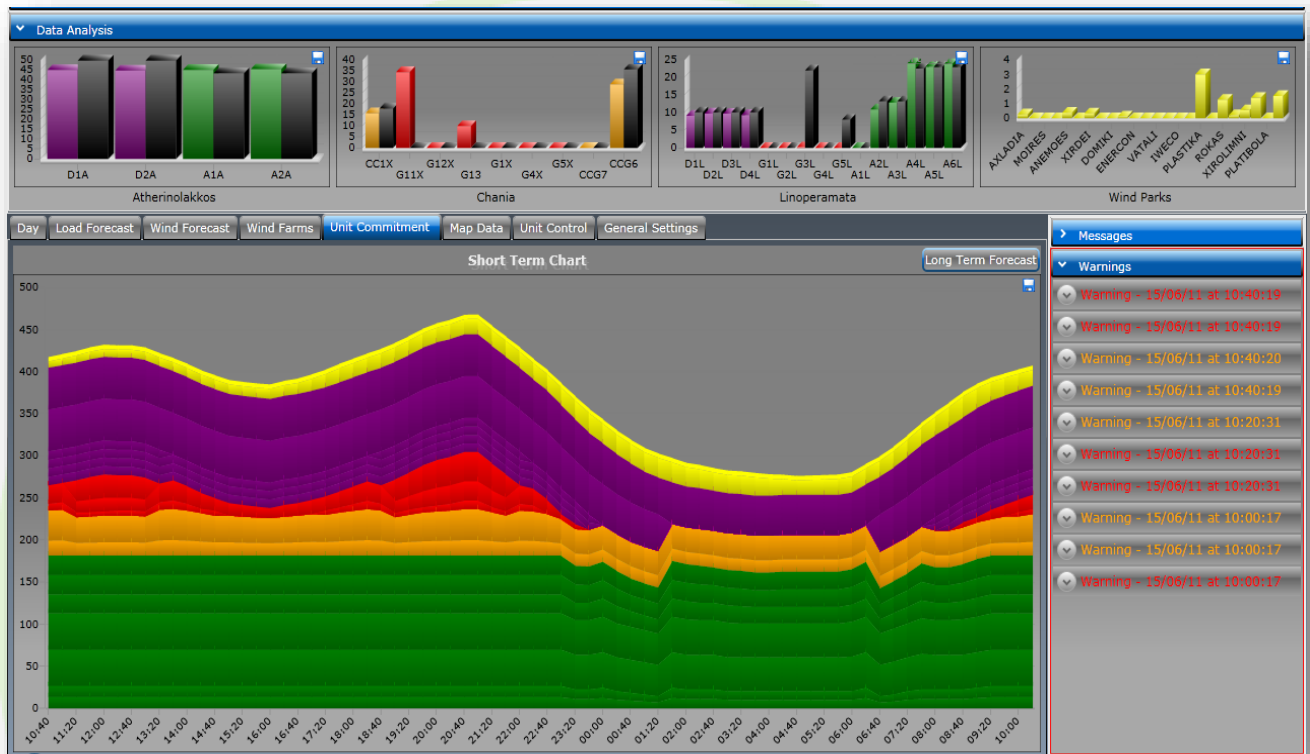 Data Analysis
50
45
40
35
30
25
20
15
10
5
0
D1A D2A A1A A2A
Atherinolakkos
40
35
30
25
20
15
10
5
0
CC1X G12X G1X G5X CCG6
G11X G13 G4X CCG7
Chania
25
20
15
10
5
0
D1L D3L G1L G3L G5L A2L A4L A6L
D2L D4L G2L G4L A1L A3L A5L
Linoperamata
4
3
2
1
0
AXLADIA MOIRES ANEMOES XIRDEI DOMIKI ENERCON VATALI IWECO PLASTIKA ROKAS XIROLIMNI PLATIBOLA
Wind Parks
Day Load Forecast Wind Forecast Wind Farms Unit Commitment Map Data Unit Control General Settings
Short Term Chart
Long Term Forecast
500
450
400
350
300
250
200
150
100
50
0
10:40 11:20 12:00 12:40 13:20 14:00 14:40 15:20 16:00 16:40 17:20 18:00 18:40 19:20 20:00 20:40 21:20 22:00 22:40 23:20 00:00 00:40 01:20 02:00 02:40 03:20 04:00 04:40 05:20 06:00 06:40 07:20 08:00 08:40 09:20 10:00
Messages
Warnings
Warning - 15/06/11 at 10:40:19
Warning - 15/06/11 at 10:40:19
Warning - 15/06/11 at 10:40:20
Warning - 15/06/11 at 10:40:19
Warning - 15/06/11 at 10:20:31
Warning - 15/06/11 at 10:20:31
Warning - 15/06/11 at 10:20:31
Warning - 15/06/11 at 10:00:17
Warning - 15/06/11 at 10:00:17
Warning - 15/06/11 at 10:00:17